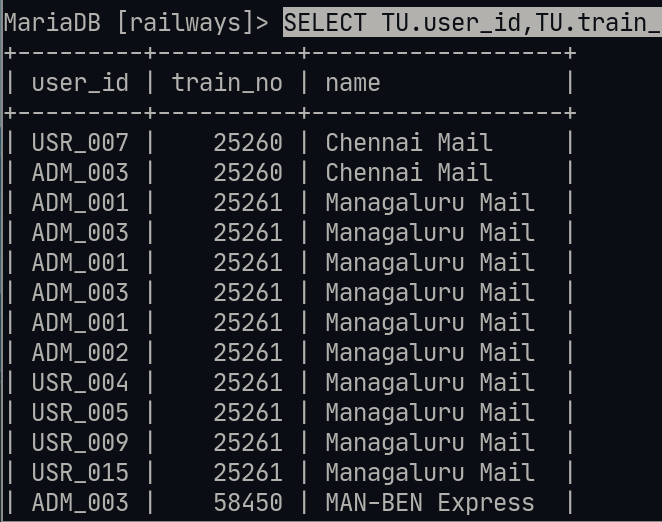 MariaDB [railways]> SELECT TU.user_id,TU.train_
+---------+----------+------------------+
| user_id | train_no | name             |
+---------+----------+------------------+
| USR_007 |    25260 | Chennai Mail     |
| ADM_003 |    25260 | Chennai Mail     |
| ADM_001 |    25261 | Managaluru Mail  |
| ADM_003 |    25261 | Managaluru Mail  |
| ADM_001 |    25261 | Managaluru Mail  |
| ADM_003 |    25261 | Managaluru Mail  |
| ADM_001 |    25261 | Managaluru Mail  |
| ADM_002 |    25261 | Managaluru Mail  |
| USR_004 |    25261 | Managaluru Mail  |
| USR_005 |    25261 | Managaluru Mail  |
| USR_009 |    25261 | Managaluru Mail  |
| USR_015 |    25261 | Managaluru Mail  |
| ADM_003 |    58450 | MAN-BEN Express  |